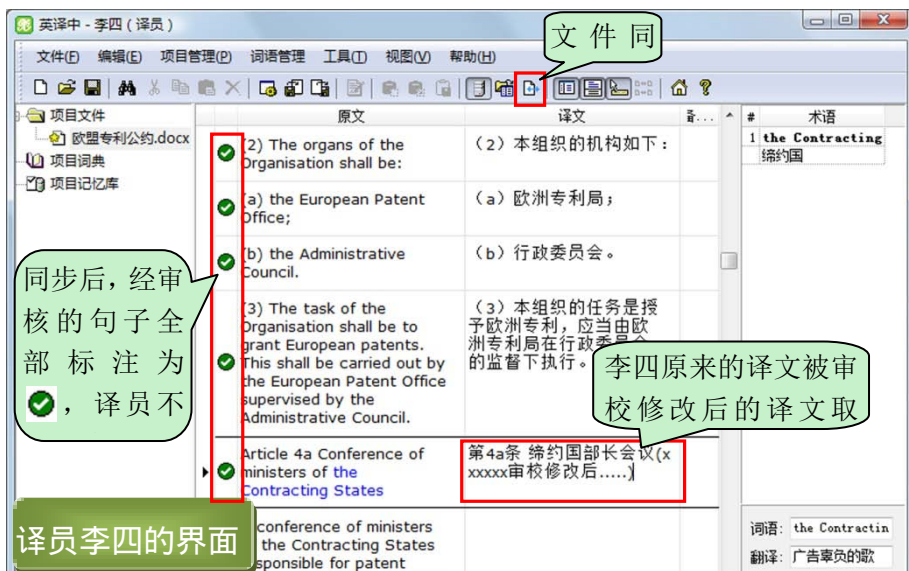 英译中 - 李四（译员）
文件同
文件(F) 编辑(E) 项目管理(P) 词语管理 工具(T) 视图(V) 帮助(H)
项目文件
欧盟专利公约.docx
项目词典
项目记忆库
原文 译文
# 术语
(2) The organs of the
Organisation shall be:
（2）本组织的机构如下：
1 the Contracting
缔约国
(a) the European Patent
Office;
（a）欧洲专利局；
(b) the Administrative
Council.
（b）行政委员会。
(3) The task of the
Organisation shall be to
grant European patents.
This shall be carried out by
the European Patent Office
supervised by the
Administrative Council.
（3）本组织的任务是授
予欧洲专利，应当由欧
洲专利局在行政委员会
的监督下执行。
同步后，经审
核的句子全
部标注为
，译员不
李四原来的译文被审
校修改后的译文取
Article 4a Conference of
ministers of the
Contracting States
第4a条 缔约国部长会议(x
xxxxx审校修改后.....)
译员李四的界面
conference of ministers
the Contracting States
sponsible for patent
词语: the Contractin
翻译: 广告辜负的歌